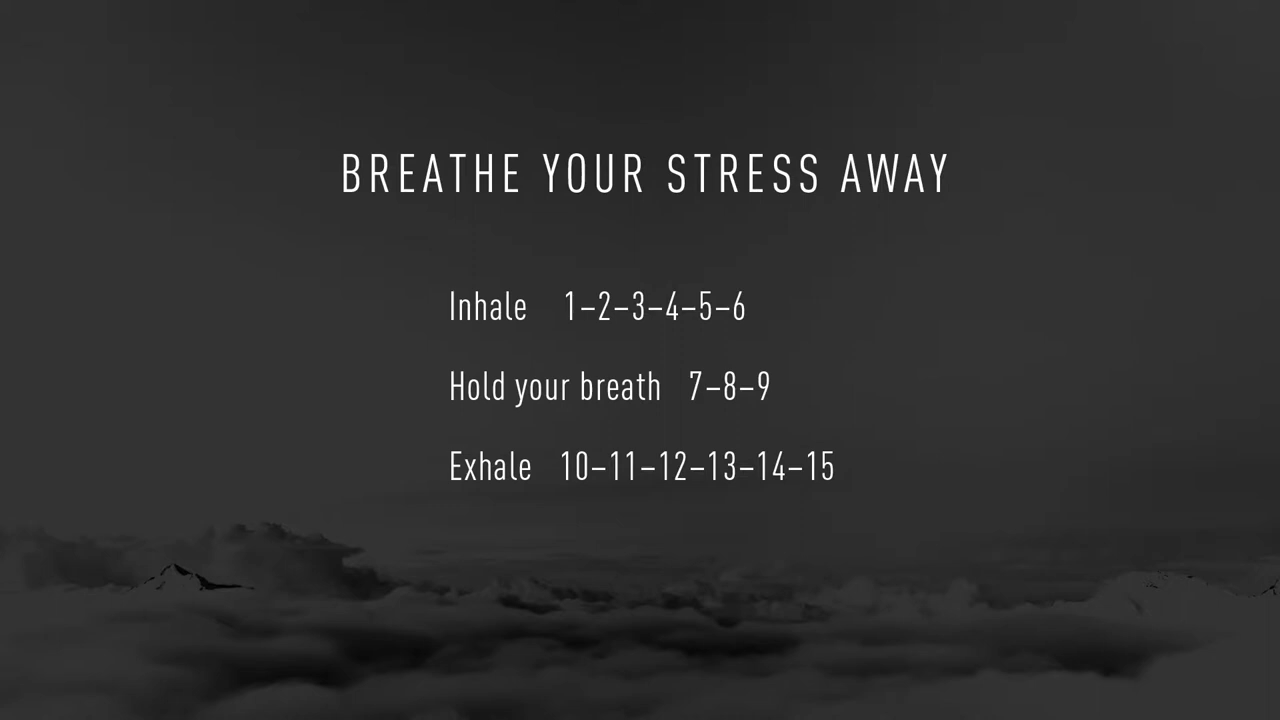 BREATHE YOUR STRESS AWAY
Inhale 1–2–3–4–5–6
Hold your breath 7–8–9
Exhale 10–11–12–13–14–15